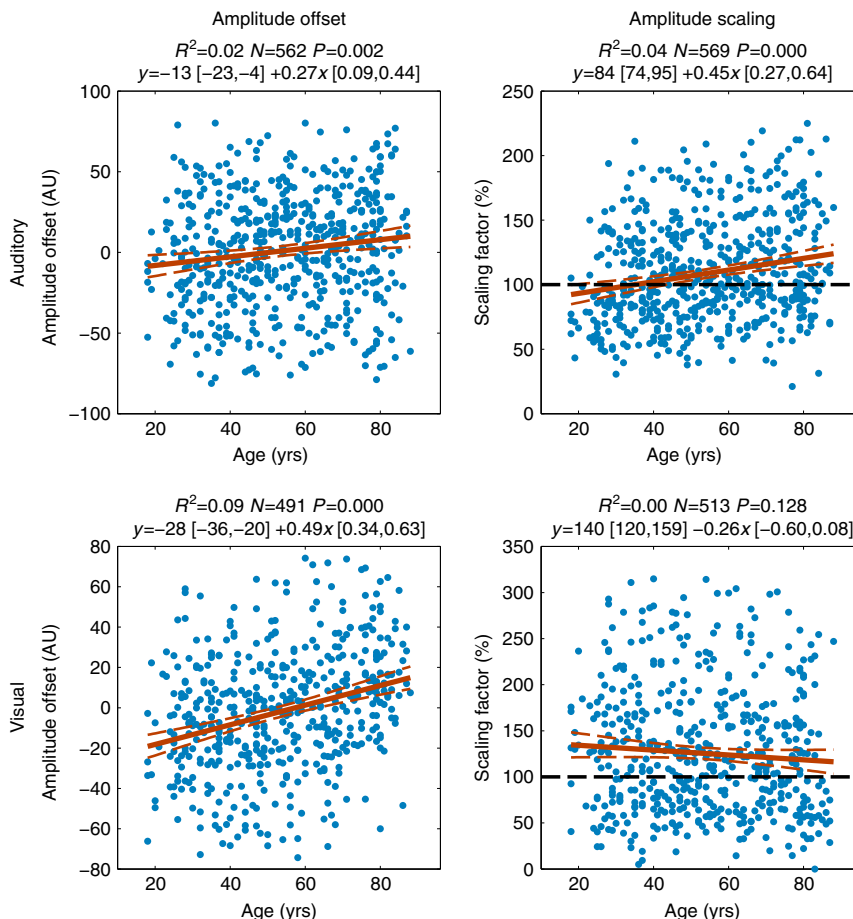 Amplitude offset
Amplitude scaling
R²=0.02 N=562 P=0.002
y=−13 [−23,−4] +0.27x [0.09,0.44]
100
50
0
−50
−100
20 40 60 80
Age (yrs)
Auditory
Amplitude offset (AU)
R²=0.04 N=569 P=0.000
y=84 [74,95] +0.45x [0.27,0.64]
250
200
150
100
50
0
20 40 60 80
Age (yrs)
Scaling factor (%)
R²=0.09 N=491 P=0.000
y=−28 [−36,−20] +0.49x [0.34,0.63]
80
60
40
20
0
−20
−40
−60
−80
20 40 60 80
Age (yrs)
Visual
Amplitude offset (AU)
R²=0.00 N=513 P=0.128
y=140 [120,159] −0.26x [−0.60,0.08]
350
300
250
200
150
100
50
0
20 40 60 80
Age (yrs)
Scaling factor (%)